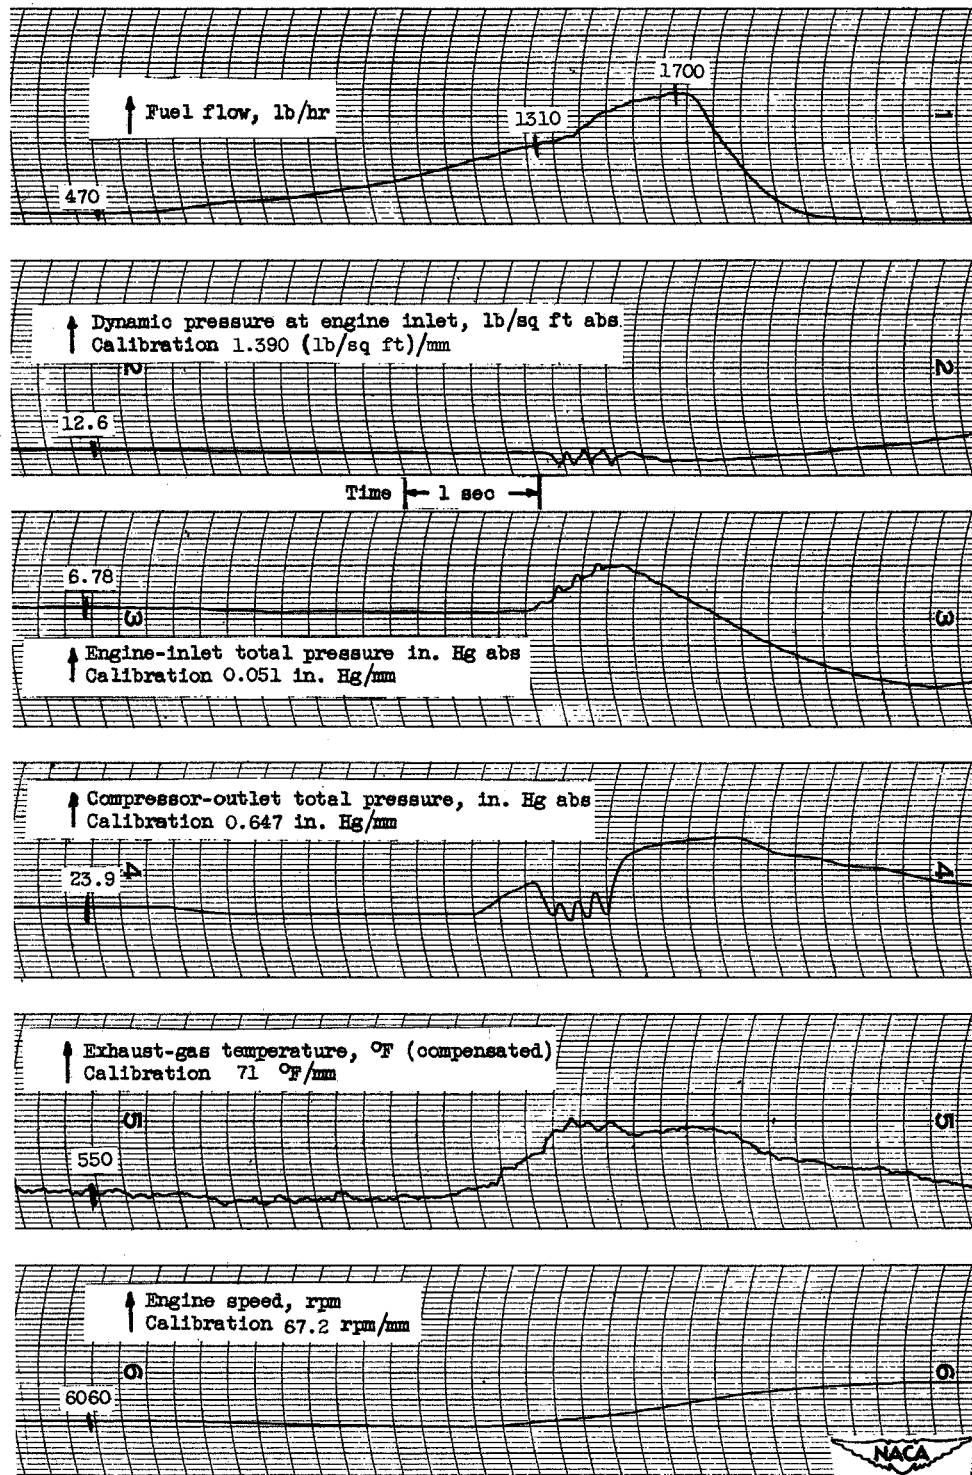 1700
1310
↑ Fuel flow, lb/hr
470
1
↑ Dynamic pressure at engine inlet, lb/sq ft abs
Calibration 1.390 (lb/sq ft)/mm
2
2
12.6
Time |← 1 sec →|
6.78
3
3
↑ Engine-inlet total pressure in. Hg abs
Calibration 0.051 in. Hg/mm
↑ Compressor-outlet total pressure, in. Hg abs
Calibration 0.647 in. Hg/mm
4
4
23.9
↑ Exhaust-gas temperature, °F (compensated)
Calibration 71 °F/mm
5
5
550
↑ Engine speed, rpm
Calibration 67.2 rpm/mm
6
6
6060
NACA